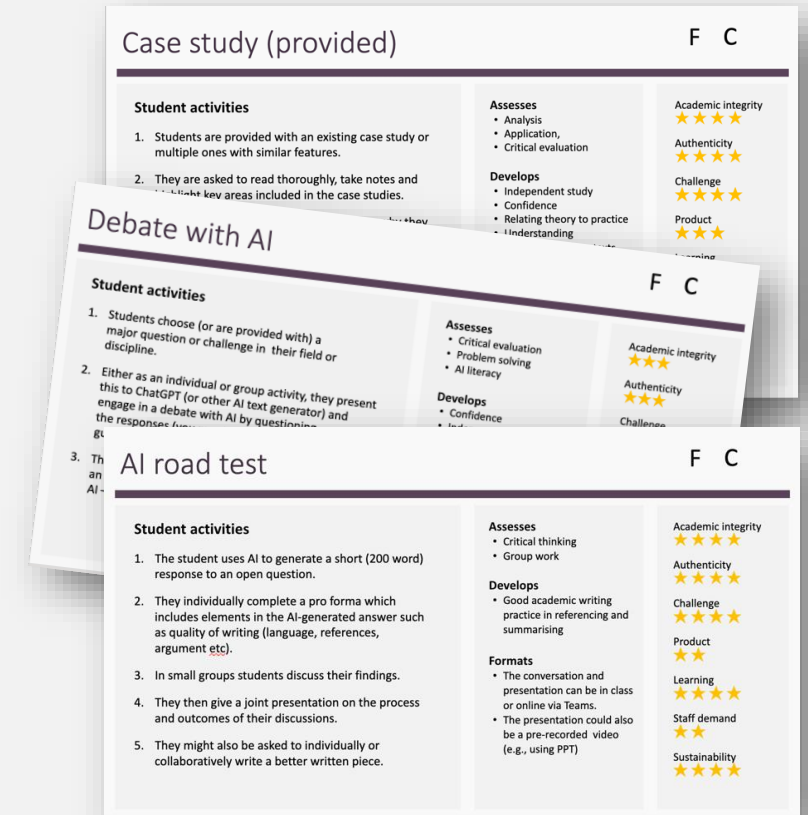 Case study (provided)
F C
Student activities
1. Students are provided with an existing case study or
multiple ones with similar features.
2. They are asked to read thoroughly, take notes and
highlight key areas included in the case studies.
they
Assesses
• Analysis
• Application,
• Critical evaluation
Develops
• Independent study
• Confidence
• Relating theory to practice
• Understanding
Academic integrity
★★★★
Authenticity
★★★★
Challenge
★★★★
Product
★★★
Learning
Debate with AI
F C
Student activities
1. Students choose (or are provided with) a
major question or challenge in their field or
discipline.
2. Either as an individual or group activity, they present
this to ChatGPT (or other AI text generator) and
engage in a debate with AI by questioning
the responses
3. Th
an
AI -
Assesses
• Critical evaluation
• Problem solving
• AI literacy
Develops
• Confidence
Academic integrity
★★★
Authenticity
★★★
Challenge
AI road test
F C
Student activities
1. The student uses AI to generate a short (200 word)
response to an open question.
2. They individually complete a pro forma which
includes elements in the AI-generated answer such
as quality of writing (language, references,
argument etc).
3. In small groups students discuss their findings.
4. They then give a joint presentation on the process
and outcomes of their discussions.
5. They might also be asked to individually or
collaboratively write a better written piece.
Assesses
• Critical thinking
• Group work
Develops
• Good academic writing
practice in referencing and
summarising
Formats
• The conversation and
presentation can be in class
or online via Teams.
• The presentation could also
be a pre-recorded video
(e.g., using PPT)
Academic integrity
★★★★
Authenticity
★★★★
Challenge
★★★★
Product
★★
Learning
★★★★
Staff demand
★★
Sustainability
★★★★